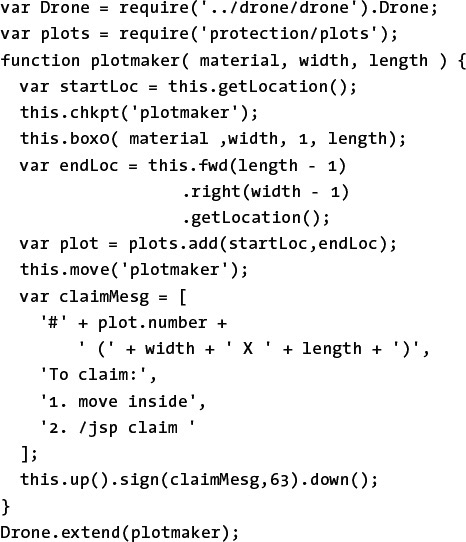 var Drone = require('../drone/drone').Drone;
var plots = require('protection/plots');
function plotmaker( material, width, length ) {
  var startLoc = this.getLocation();
  this.chkpt('plotmaker');
  this.box0( material ,width, 1, length);
  var endLoc = this.fwd(length - 1)
                   .right(width - 1)
                   .getLocation();
  var plot = plots.add(startLoc,endLoc);
  this.move('plotmaker');
  var claimMesg = [
    '#' + plot.number +
        ' (' + width + ' X ' + length + ')',
    'To claim:',
    '1. move inside',
    '2. /jsp claim '
  ];
  this.up().sign(claimMesg,63).down();
}
Drone.extend(plotmaker);